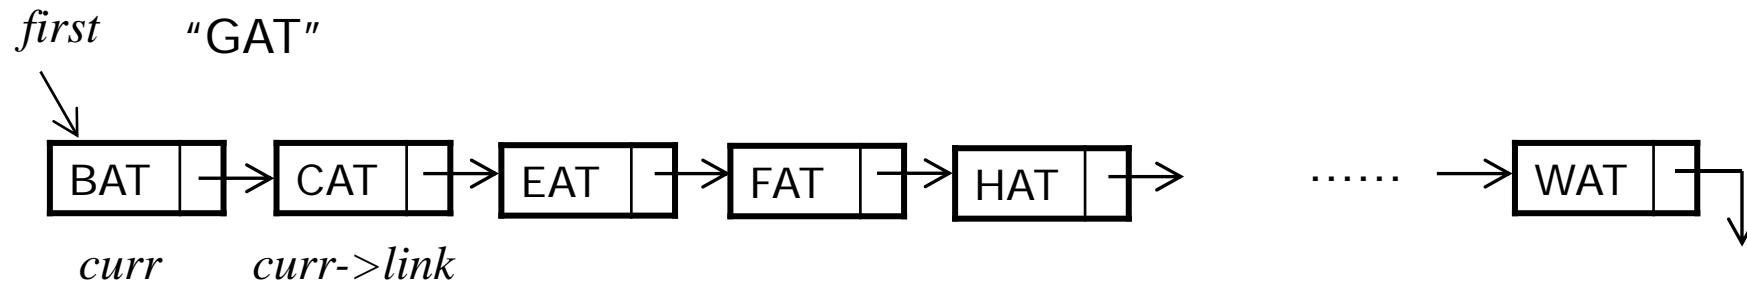 first “GAT”
BAT CAT EAT FAT HAT ...... WAT
curr curr->link